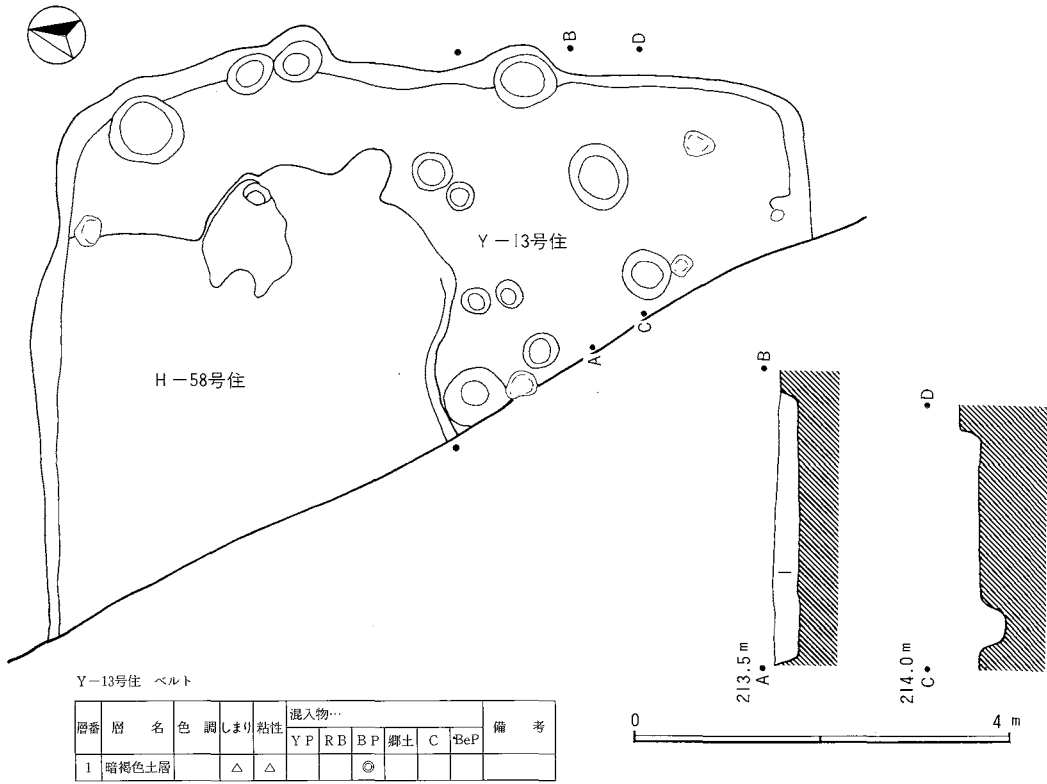 B
D
Y－13号住
H－58号住
A
C
B
D
1
213.5m
A
214.0m
C
0 4 m
Y－13号住 ベルト
層番 層名 色調 しまり 粘性 混入物… 備考
YP RB BP 郷土 C BeP
1 暗褐色土層 △ △ ◎